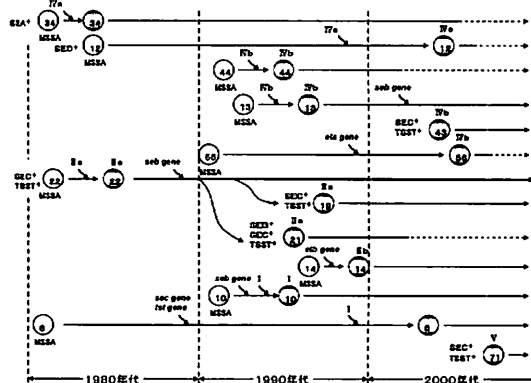 IVa
SEA⁺ 34 34
MSSA
IVa IVa
SED⁺ 12 12
MSSA
IVb IVb
44 44
MSSA
IVb IVb seb gene
13 13
MSSA
SEC⁺ IVb
TSST⁺ 43
eta gene IVb
56 56
MSSA
IIa IIa seb gene
SEC⁺
TSST⁺ 22 22
MSSA
SEC⁺ IIa
TSST⁺ 19
SEB⁺ IIa
SEC⁺ 21
TSST⁺
etb gene IIb
14 14
MSSA
seb gene I I
10 10
MSSA
sec gene
tst gene I
6 6
MSSA
SEC⁺ V
TSST⁺ 71
1980年代 1990年代 2000年代